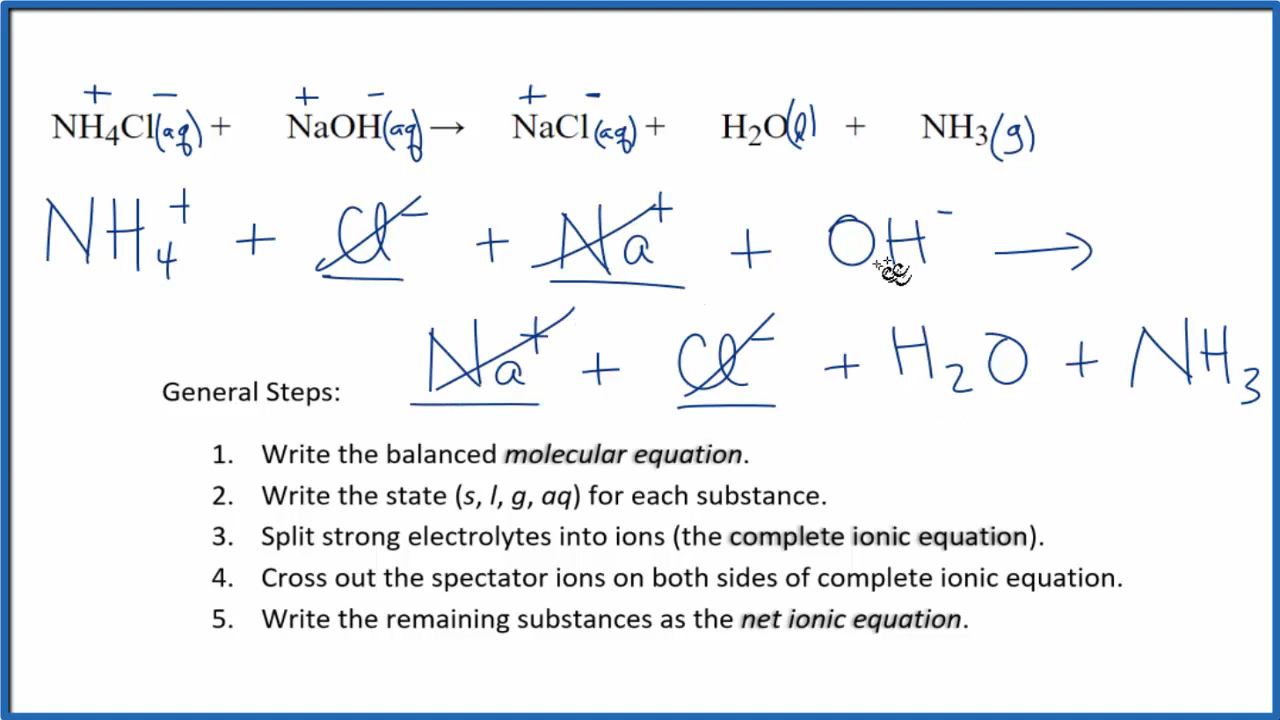 + − + − + -
NH₄Cl(aq) + NaOH(aq) → NaCl(aq) + H₂O(l) + NH₃(g)
NH₄⁺ + Cl⁻ + Na⁺ + OH⁻ →
Na⁺ + Cl⁻ + H₂O + NH₃
General Steps:
1. Write the balanced molecular equation.
2. Write the state (s, l, g, aq) for each substance.
3. Split strong electrolytes into ions (the complete ionic equation).
4. Cross out the spectator ions on both sides of complete ionic equation.
5. Write the remaining substances as the net ionic equation.